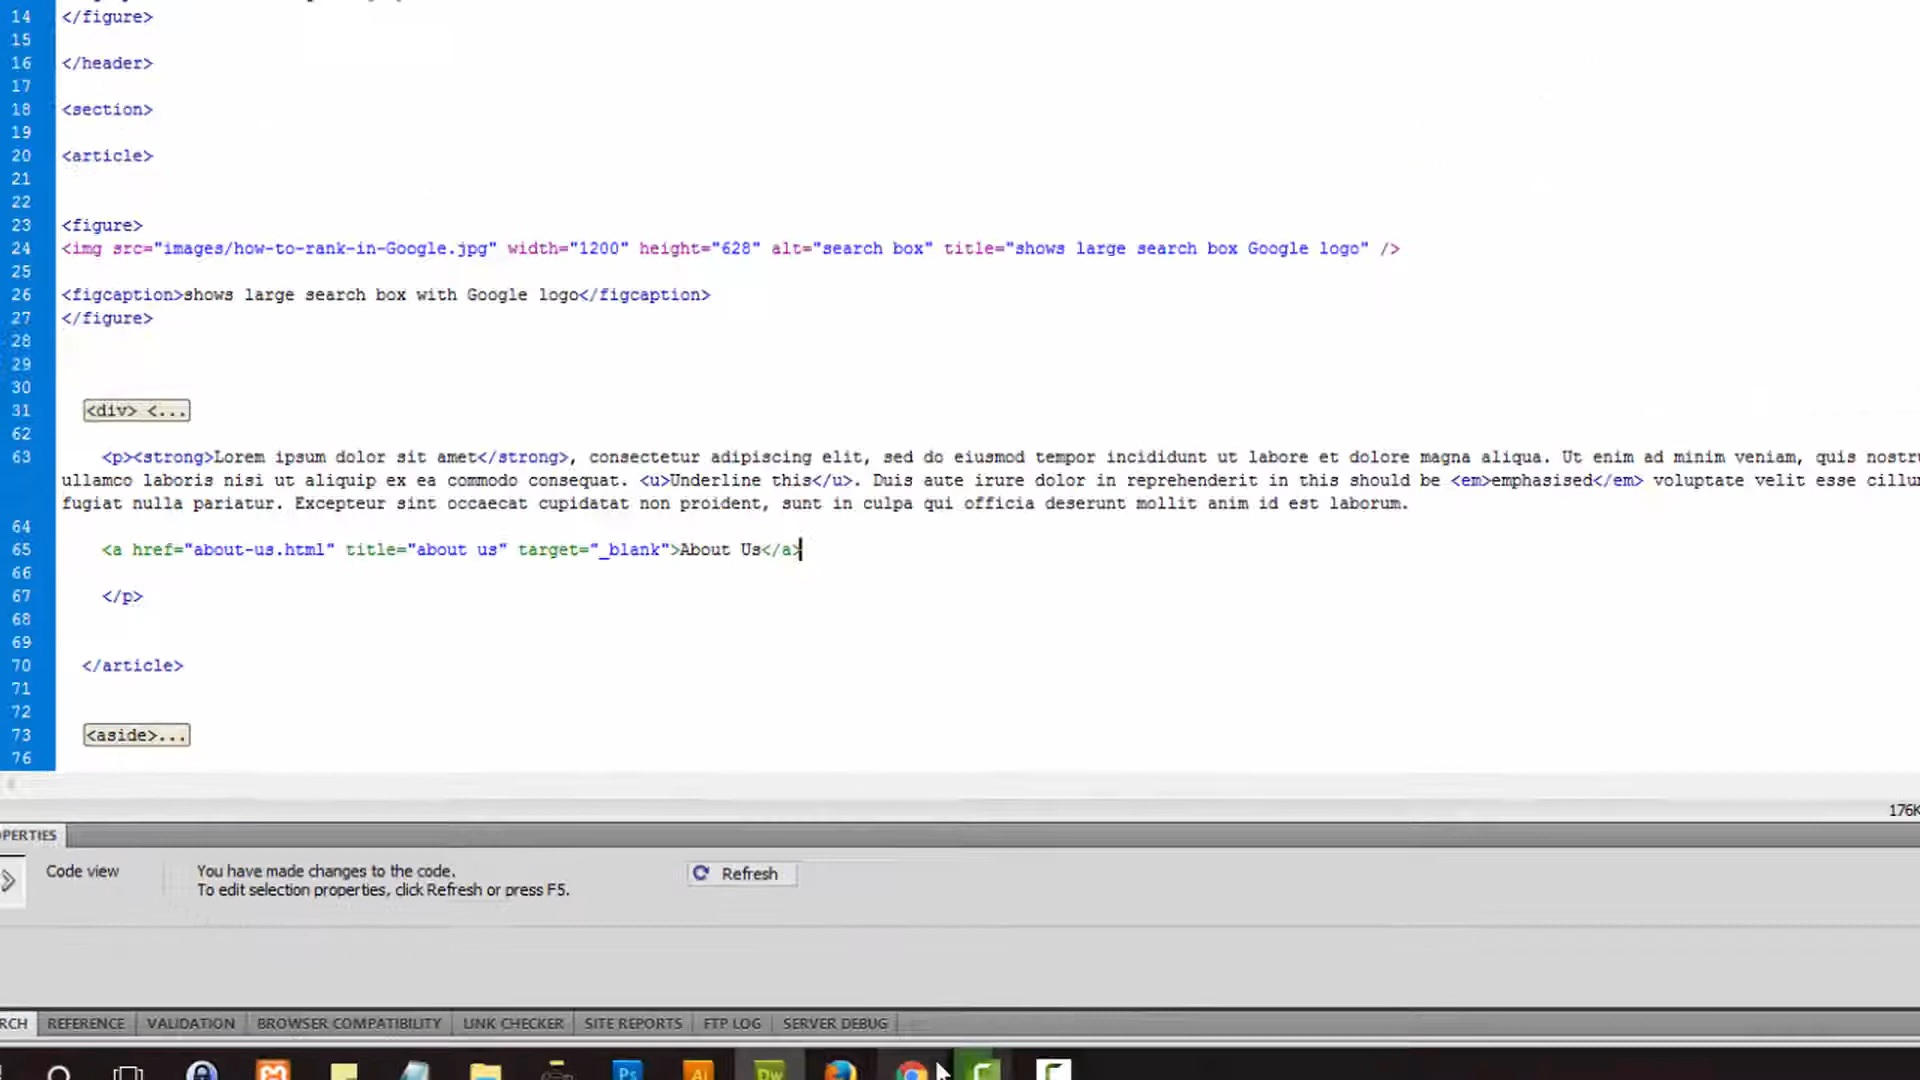 14 </figure>
15
16 </header>
17
18 <section>
19
20 <article>
21
22
23 <figure>
24 <img src="images/how-to-rank-in-Google.jpg" width="1200" height="628" alt="search box" title="shows large search box Google logo" />
25
26 <figcaption>shows large search box with Google logo</figcaption>
27 </figure>
28
29
30
31 <div> <...
62
63 <p><strong>Lorem ipsum dolor sit amet</strong>, consectetur adipiscing elit, sed do eiusmod tempor incididunt ut labore et dolore magna aliqua. Ut enim ad minim veniam, quis nostru
ullamco laboris nisi ut aliquip ex ea commodo consequat. <u>Underline this</u>. Duis aute irure dolor in reprehenderit in this should be <em>emphasised</em> voluptate velit esse cillum
fugiat nulla pariatur. Excepteur sint occaecat cupidatat non proident, sunt in culpa qui officia deserunt mollit anim id est laborum.
64
65 <a href="about-us.html" title="about us" target="_blank">About Us</a>
66
67 </p>
68
69
70 </article>
71
72
73 <aside>...
76
176K
OPERTIES
Code view
You have made changes to the code.
To edit selection properties, click Refresh or press F5.
Refresh
RCH REFERENCE VALIDATION BROWSER COMPATIBILITY LINK CHECKER SITE REPORTS FTP LOG SERVER DEBUG
Ps Ai Dw